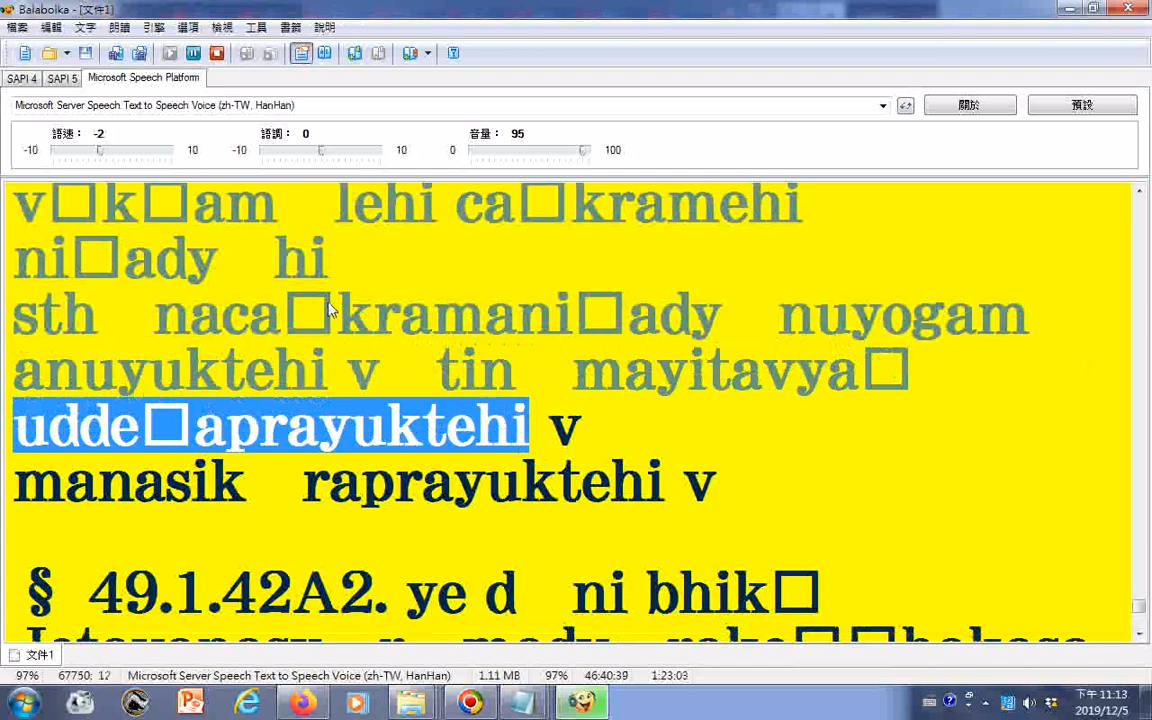 Balabolka - [文件1]
檔案 編輯 文字 朗讀 引擎 選項 檢視 工具 書籤 說明
SAPI 4 SAPI 5 Microsoft Speech Platform
Microsoft Server Speech Text to Speech Voice (zh-TW, HanHan) 關於 預設
語速： -2 語調： 0 音量： 95
-10 10 -10 10 0 100
v□k□am lehi ca□kramehi
ni□ady hi
sth naca□kramani□ady nuyogam
anuyuktehi v tin mayitavya□
udde□aprayuktehi v
manasik raprayuktehi v
§ 49.1.42A2. ye d ni bhik□
文件1
97% 67750; 12 Microsoft Server Speech Text to Speech Voice (zh-TW, HanHan) 1.11 MB 97% 46:40:39 1:23:03
下午 11:13
2019/12/5